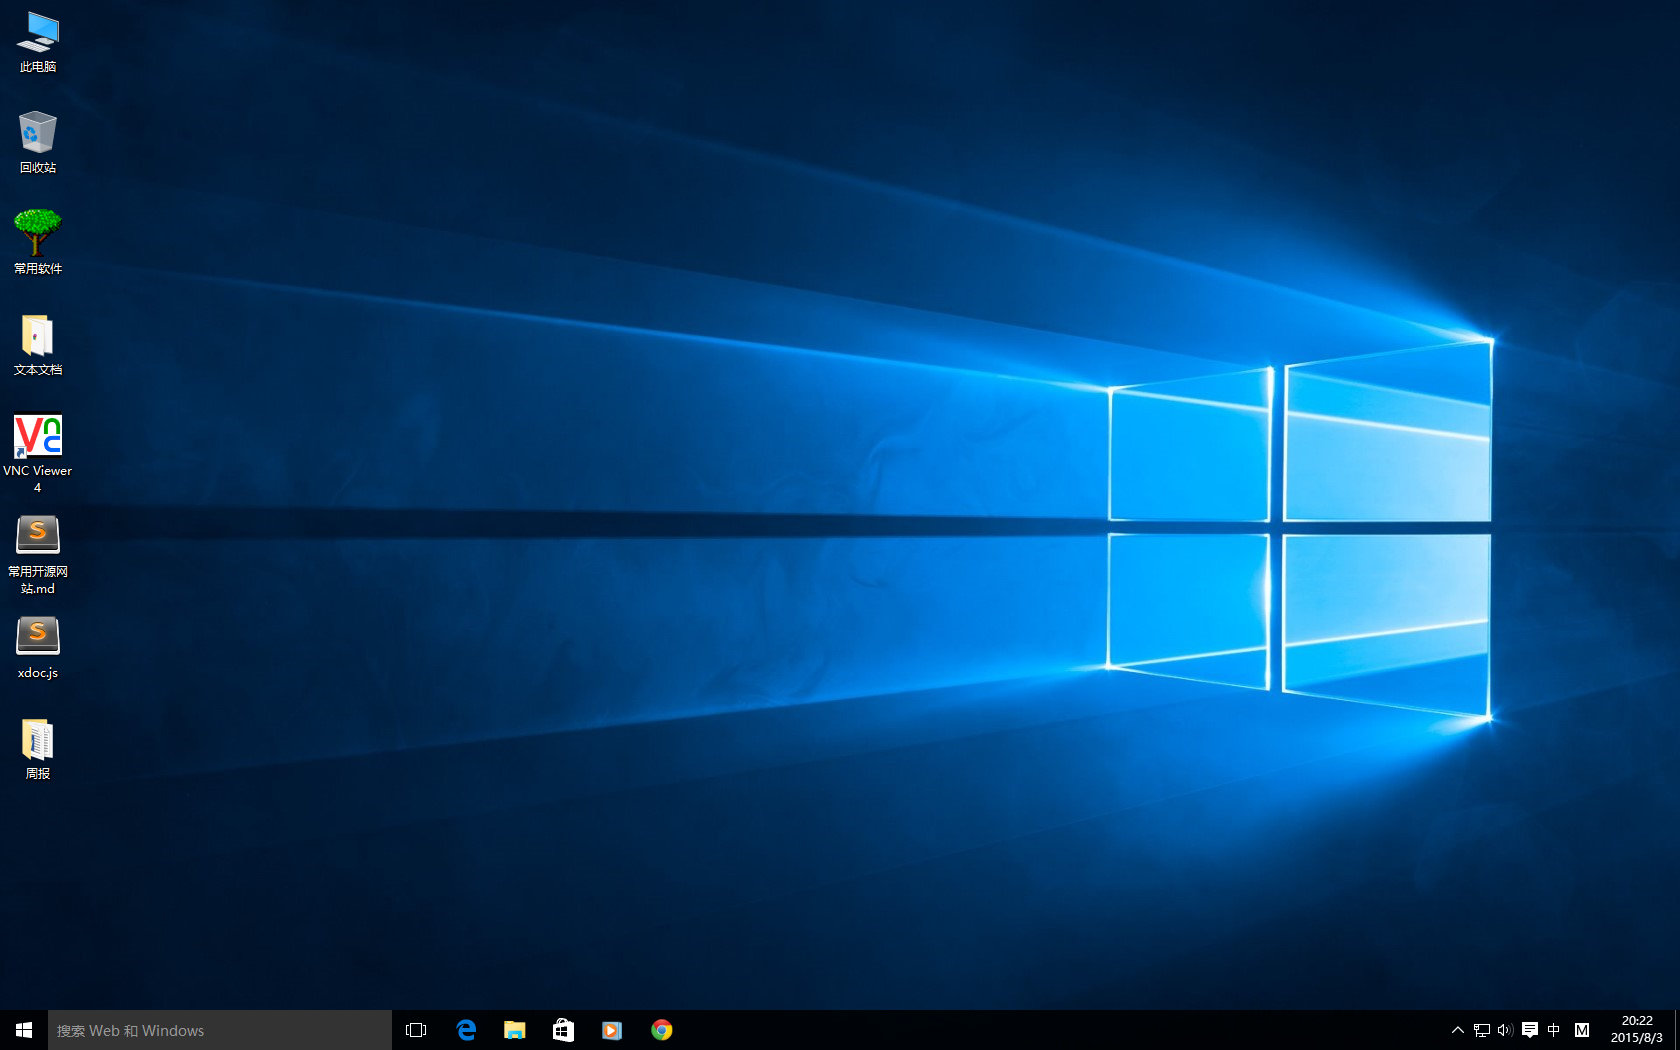 此电脑
回收站
常用软件
文本文档
VNC Viewer
4
常用开源网
站.md
xdoc.js
周报
搜索 Web 和 Windows
中
M
20:22
2015/8/3